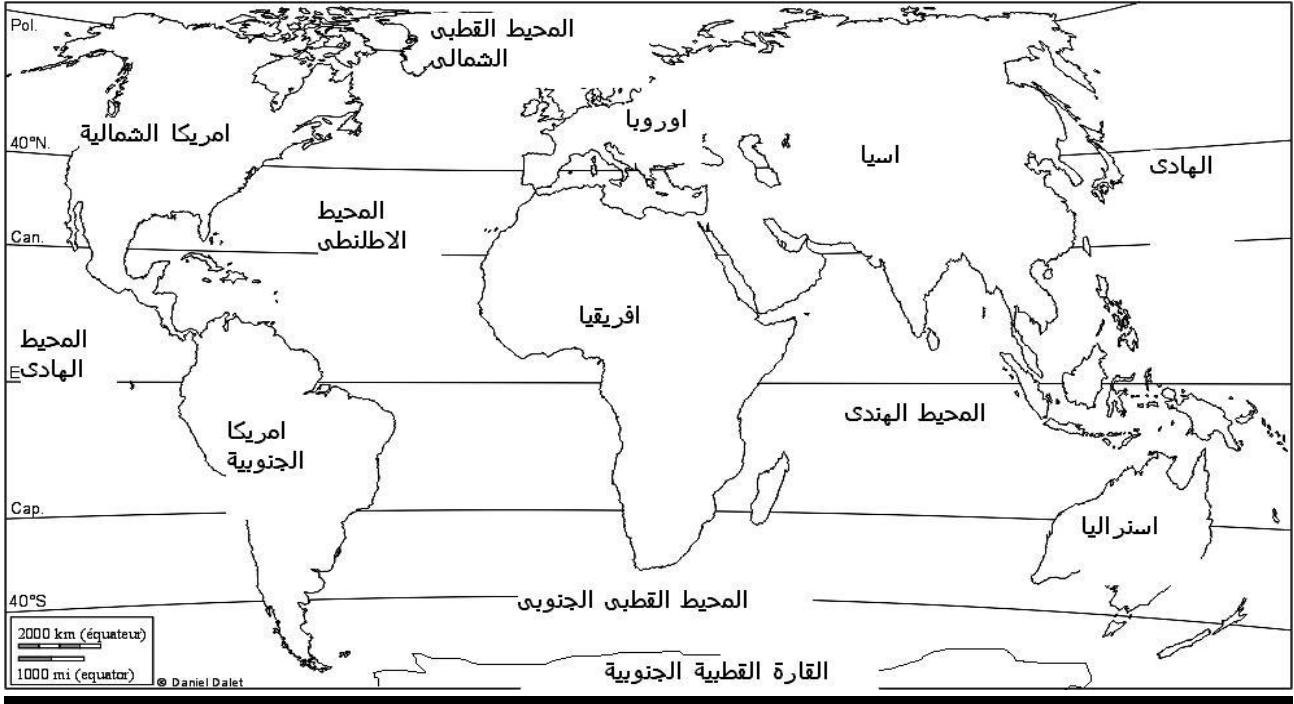 Pol.
المحيط القطبى
الشمالى
اوروبا
امريكا الشمالية
40°N.
اسيا
الهادى
المحيط
الاطلنطى
Can.
افريقيا
المحيط
الهادى
E
المحيط الهندى
امريكا
الجنوبية
Cap.
استراليا
المحيط القطبى الجنوبى
40°S
2000 km (équateur)
1000 mi (equator)
القارة القطبية الجنوبية
© Daniel Dalet